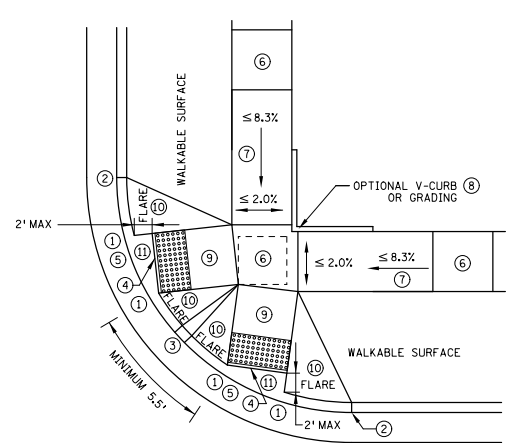 6
≤ 8.3%
7
WALKABLE SURFACE
2
≤ 2.0%
OPTIONAL V-CURB 8
OR GRADING
10
FLARE
2' MAX
1
5
11
9
6
≤ 2.0%
≤ 8.3%
7
6
4
1
10
FLARE
9
10
FLARE
3
10
FLARE
WALKABLE SURFACE
MINIMUM 5.5'
1
5
11
4
1
2' MAX
2